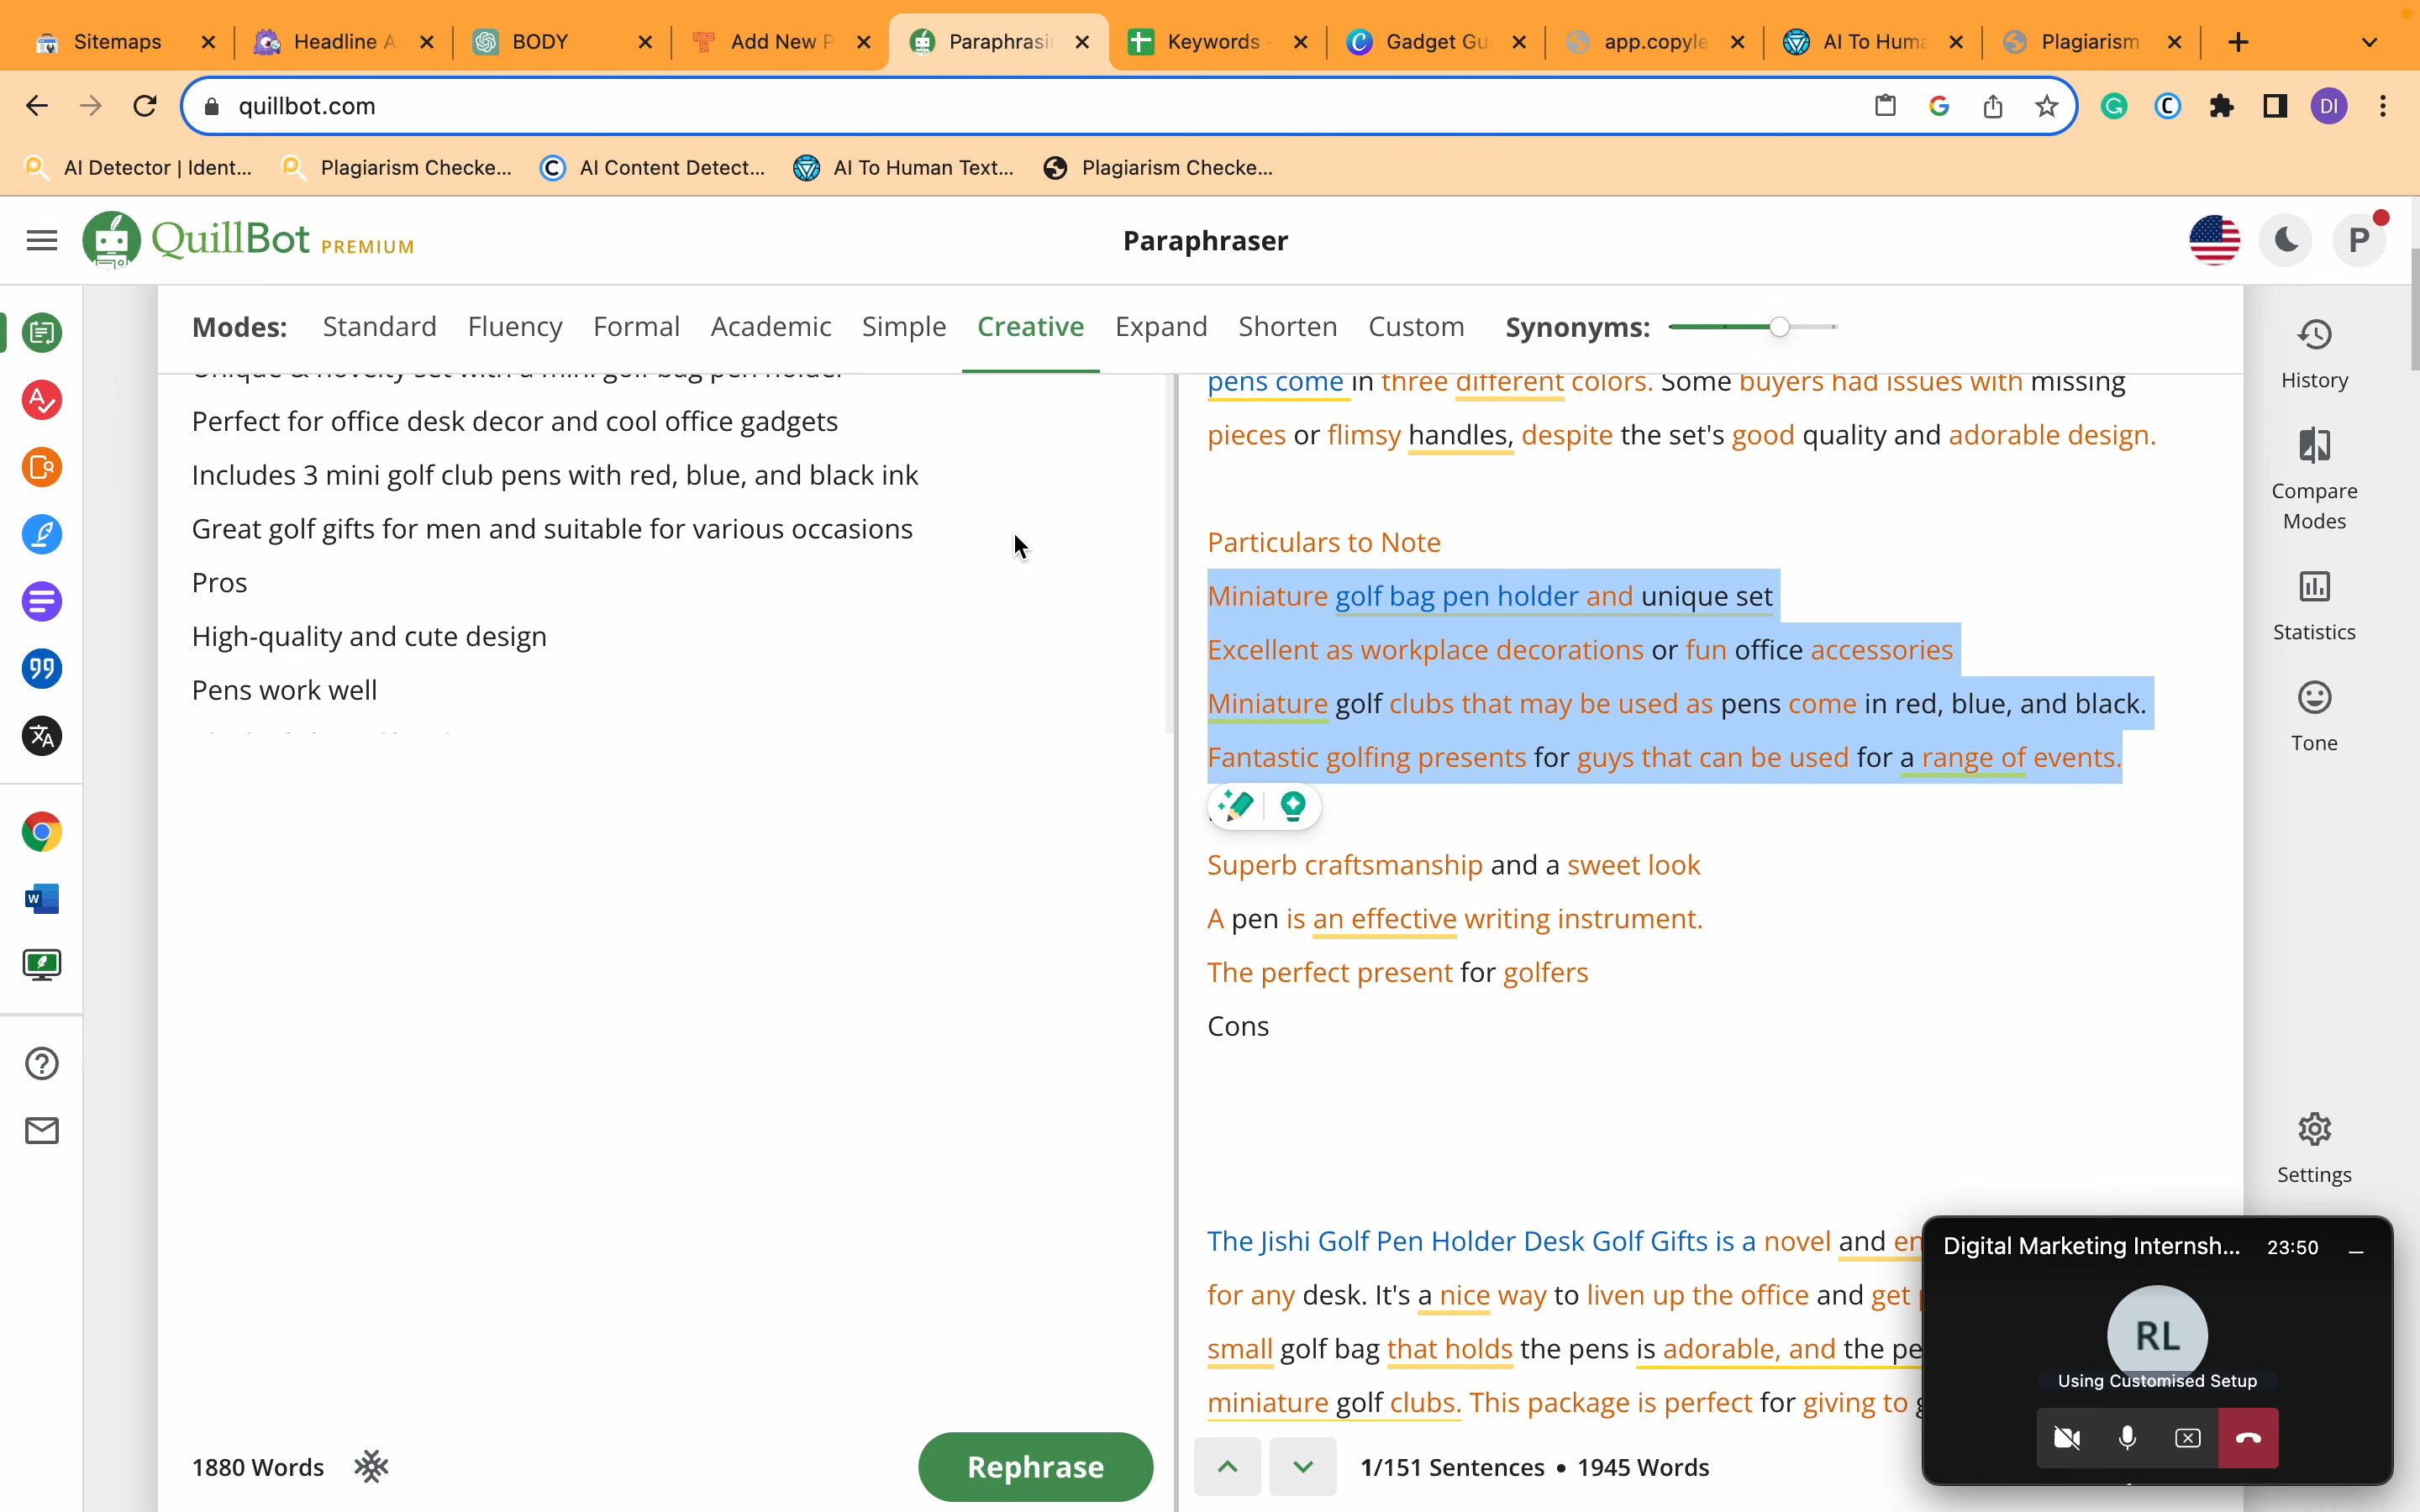 Sitemaps
Headline A
BODY
Add New P
Paraphrasin
Keywords -
Gadget Gu
app.copyle
AI To Huma
Plagiarism
quillbot.com
DI
AI Detector | Ident...
Plagiarism Checke...
AI Content Detect...
AI To Human Text...
Plagiarism Checke...
QuillBot PREMIUM
Paraphraser
P
Modes: Standard Fluency Formal Academic Simple Creative Expand Shorten Custom Synonyms:
Unique & novelty set with a mini golf bag pen holder
Perfect for office desk decor and cool office gadgets
Includes 3 mini golf club pens with red, blue, and black ink
Great golf gifts for men and suitable for various occasions
Pros
High-quality and cute design
Pens work well
1880 Words
Rephrase
pens come in three different colors. Some buyers had issues with missing
pieces or flimsy handles, despite the set's good quality and adorable design.
Particulars to Note
Miniature golf bag pen holder and unique set
Excellent as workplace decorations or fun office accessories
Miniature golf clubs that may be used as pens come in red, blue, and black.
Fantastic golfing presents for guys that can be used for a range of events.
Superb craftsmanship and a sweet look
A pen is an effective writing instrument.
The perfect present for golfers
Cons
The Jishi Golf Pen Holder Desk Golf Gifts is a novel and en
for any desk. It's a nice way to liven up the office and get
small golf bag that holds the pens is adorable, and the pe
miniature golf clubs. This package is perfect for giving to
1/151 Sentences • 1945 Words
History
Compare
Modes
Statistics
Tone
Settings
Digital Marketing Internsh... 23:50
RL
Using Customised Setup